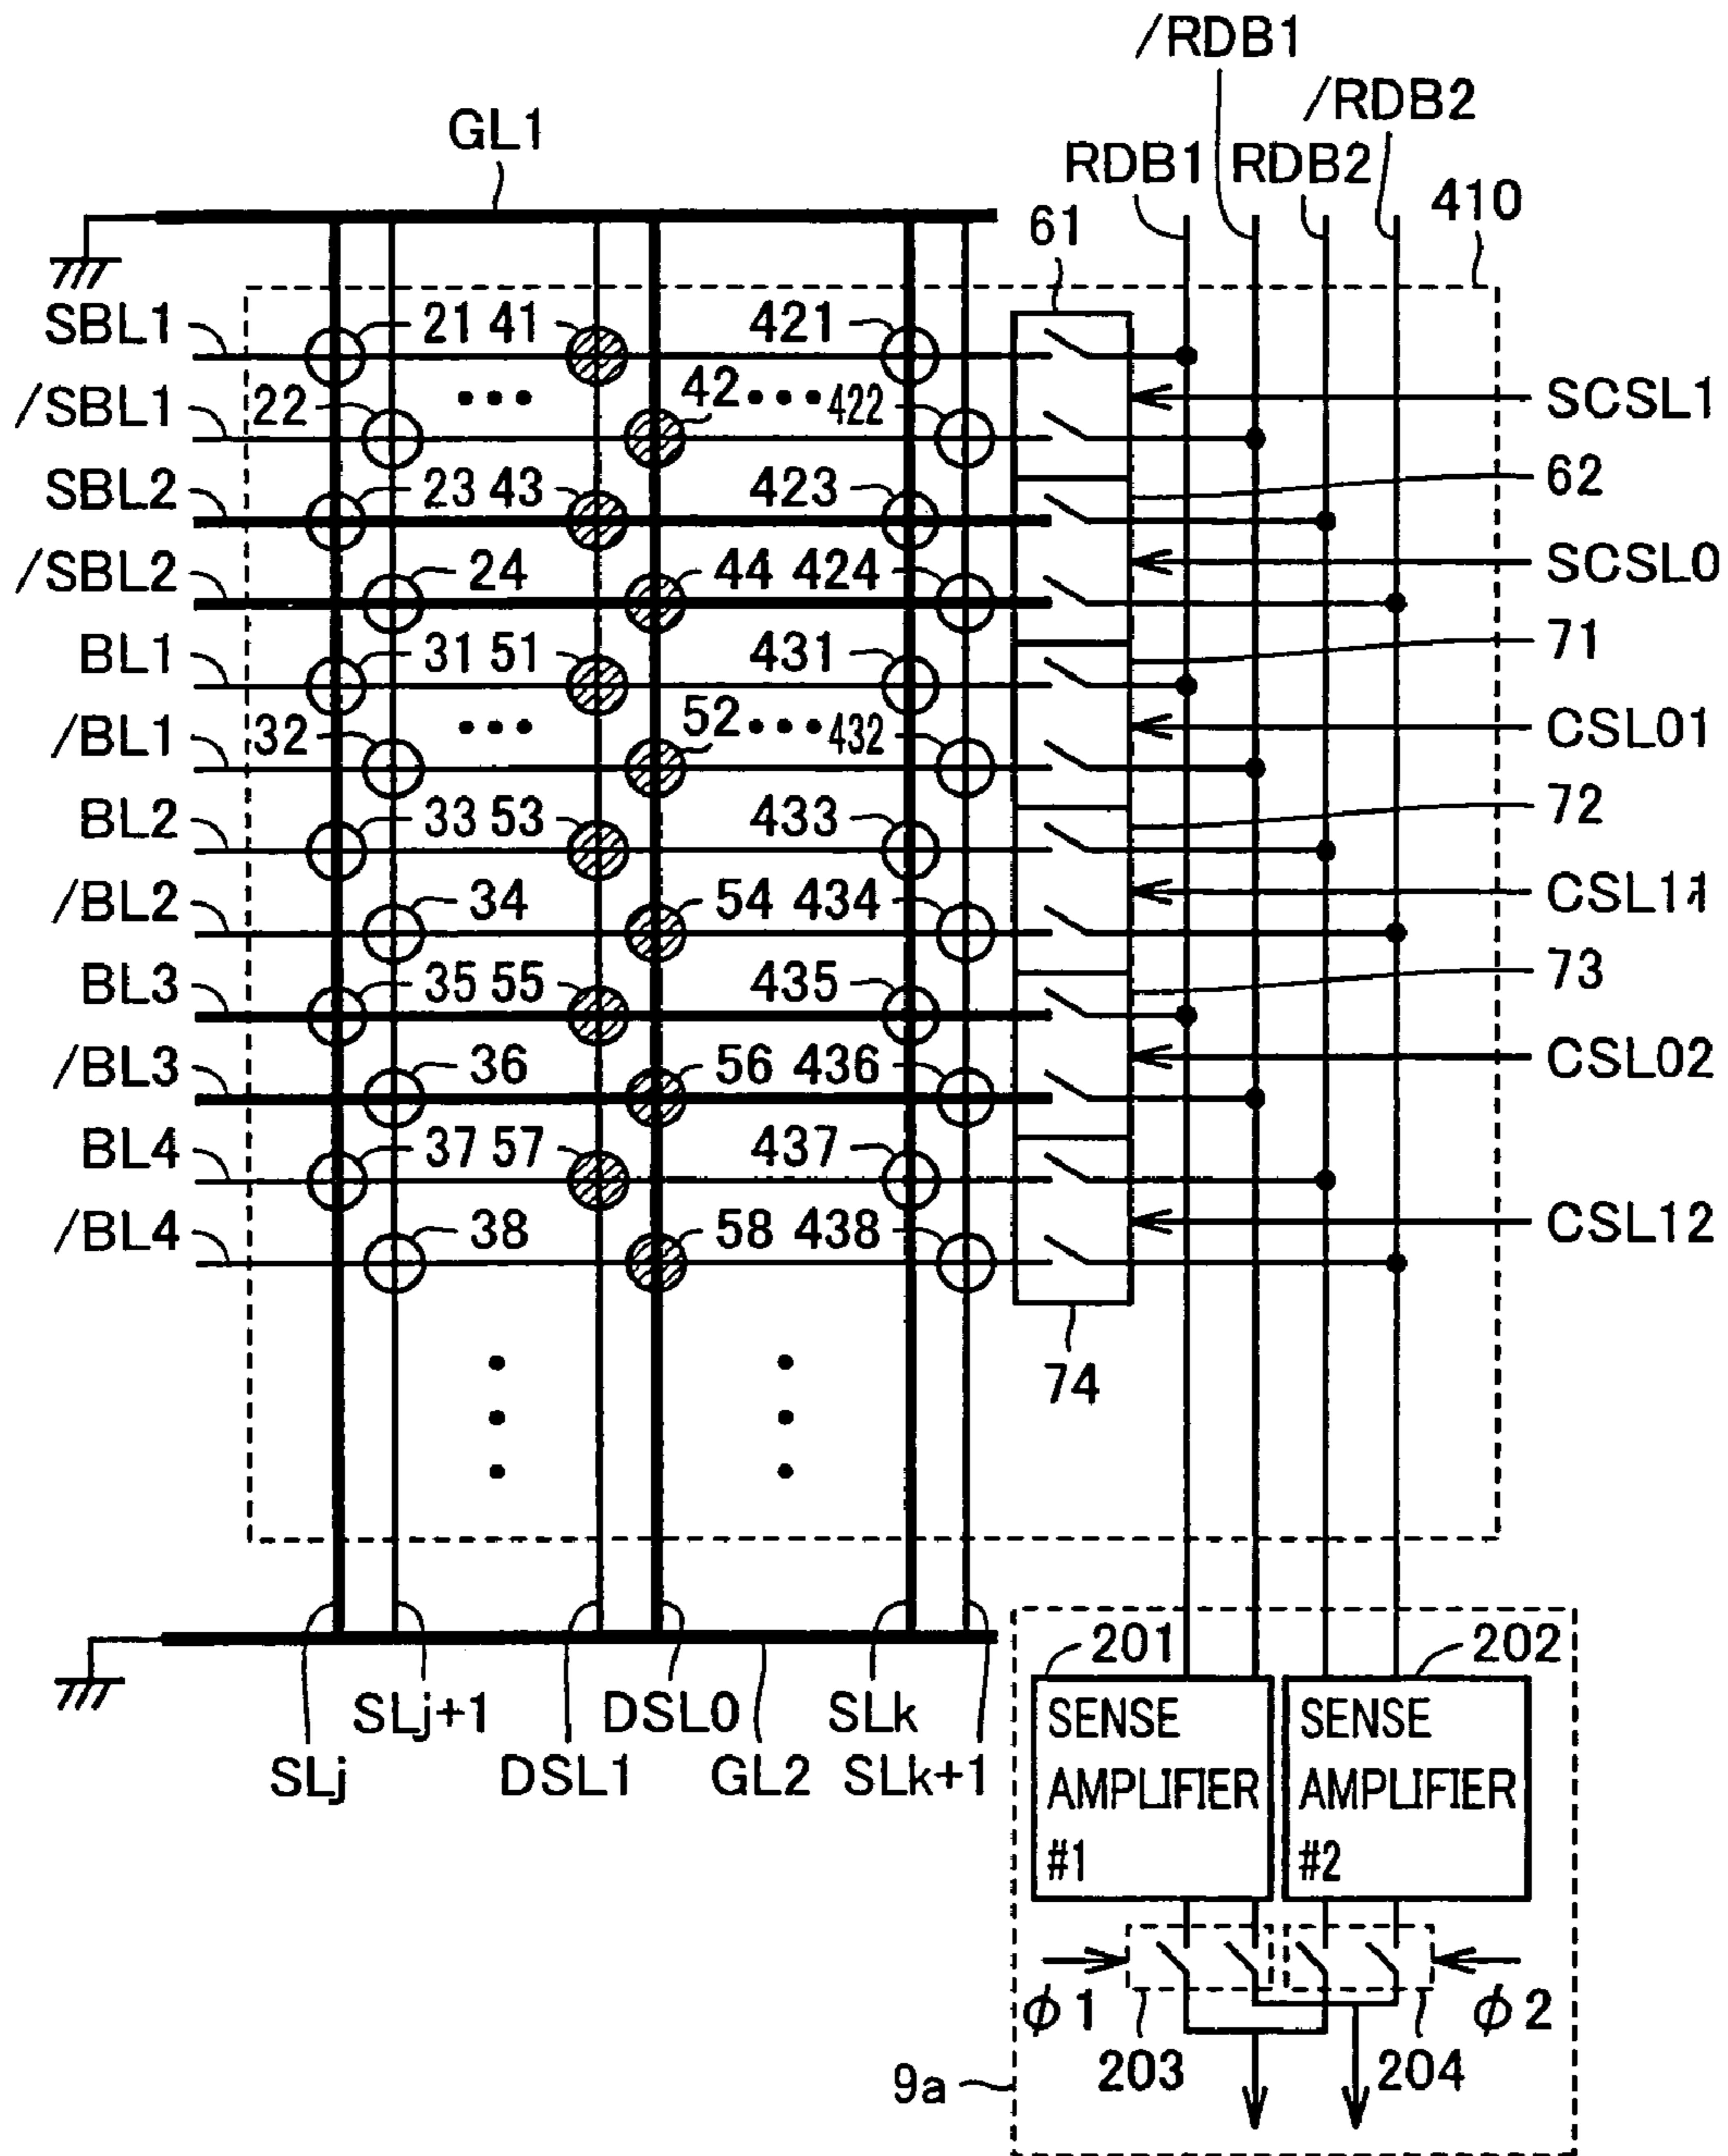 /RDB1
/RDB2
GL1
RDB1
RDB2
410
61
SBL1
21 41
421
/SBL1
22
•••
42
•••
422
SCSL1
SBL2
23 43
423
62
/SBL2
24
44 424
SCSL0
BL1
31 51
431
71
/BL1
32
•••
52
•••
432
CSL01
BL2
33 53
433
72
/BL2
34
54 434
CSL11
BL3
35 55
435
73
/BL3
36
56 436
CSL02
BL4
37 57
437
/BL4
38
58 438
CSL12
74
201
202
SLj+1
DSL0
SLk
SLj
DSL1
GL2
SLk+1
SENSE
AMPLIFIER
#1
SENSE
AMPLIFIER
#2
ϕ1
ϕ2
203
204
9a